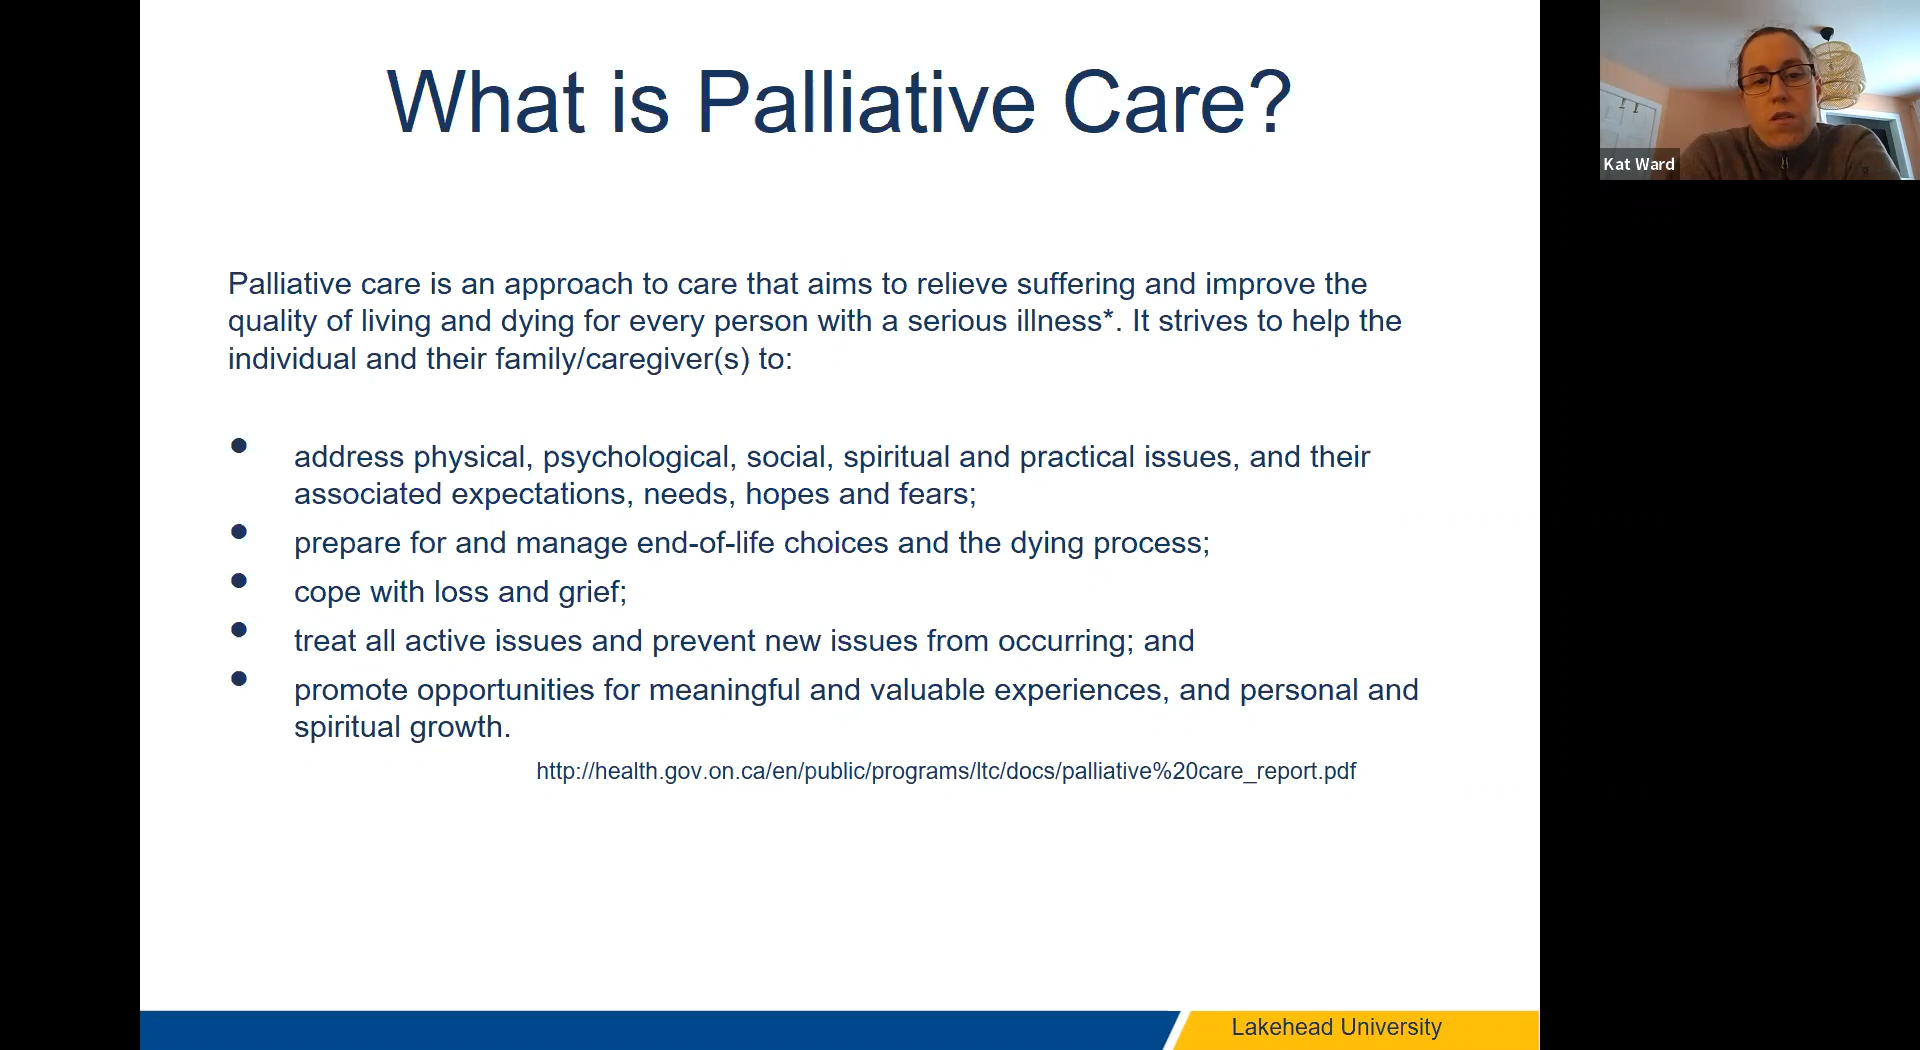 What is Palliative Care?
Palliative care is an approach to care that aims to relieve suffering and improve the
quality of living and dying for every person with a serious illness*. It strives to help the
individual and their family/caregiver(s) to:
• address physical, psychological, social, spiritual and practical issues, and their
associated expectations, needs, hopes and fears;
• prepare for and manage end-of-life choices and the dying process;
• cope with loss and grief;
• treat all active issues and prevent new issues from occurring; and
• promote opportunities for meaningful and valuable experiences, and personal and
spiritual growth.
http://health.gov.on.ca/en/public/programs/ltc/docs/palliative%20care_report.pdf
Lakehead University
Kat Ward